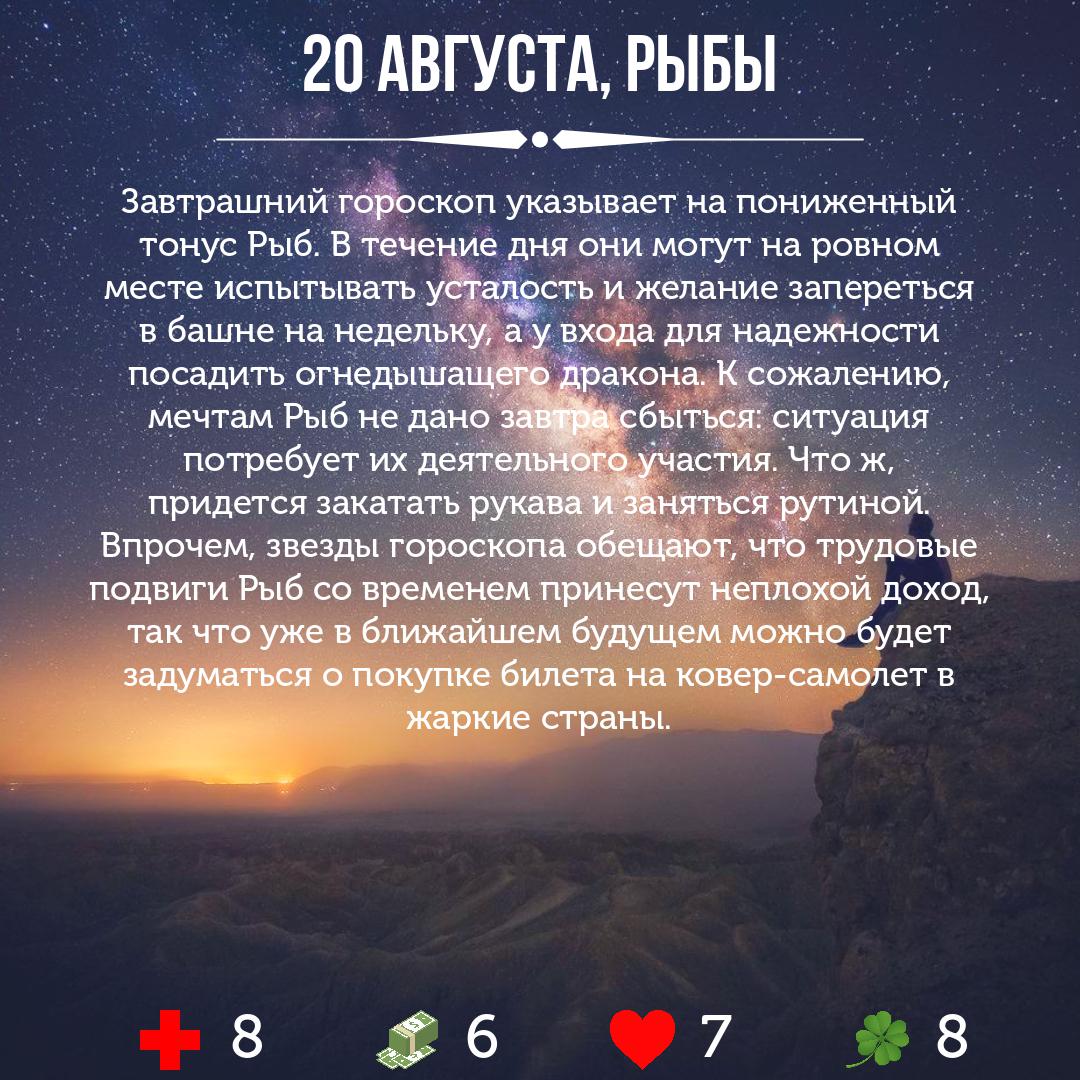 20 АВГУСТА, РЫБЫ
Завтрашний гороскоп указывает на пониженный
тонус Рыб. В течение дня они могут на ровном
месте испытывать усталость и желание запереться
в башне на недельку, а у входа для надежности
посадить огнедышащего дракона. К сожалению,
мечтам Рыб не дано завтра сбыться: ситуация
потребует их деятельного участия. Что ж,
придется закатать рукава и заняться рутиной.
Впрочем, звезды гороскопа обещают, что трудовые
подвиги Рыб со временем принесут неплохой доход,
так что уже в ближайшем будущем можно будет
задуматься о покупке билета на ковер-самолет в
жаркие страны.
8 6 7 8